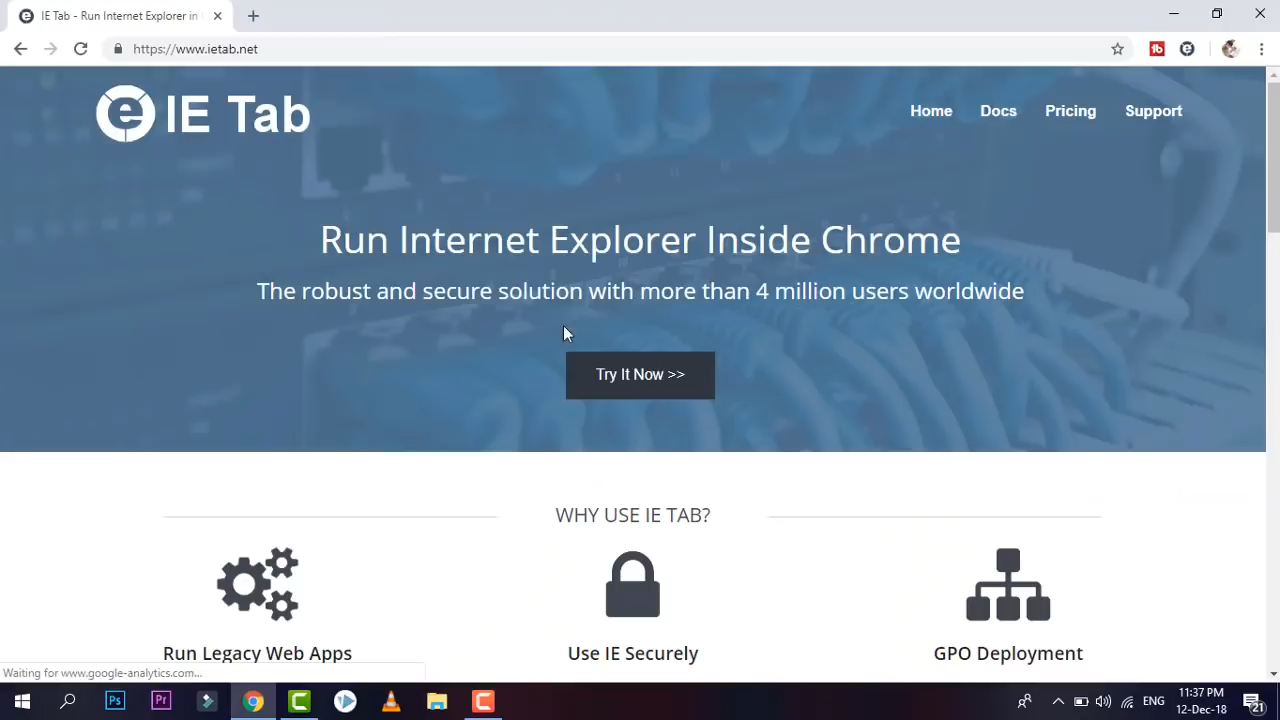 IE Tab - Run Internet Explorer in
https://www.ietab.net
IE Tab
Home
Docs
Pricing
Support
Run Internet Explorer Inside Chrome
The robust and secure solution with more than 4 million users worldwide
Try It Now >>
WHY USE IE TAB?
Run Legacy Web Apps
Use IE Securely
GPO Deployment
Waiting for www.google-analytics.com...
Ps
Pr
ENG
11:37 PM
12-Dec-18
21